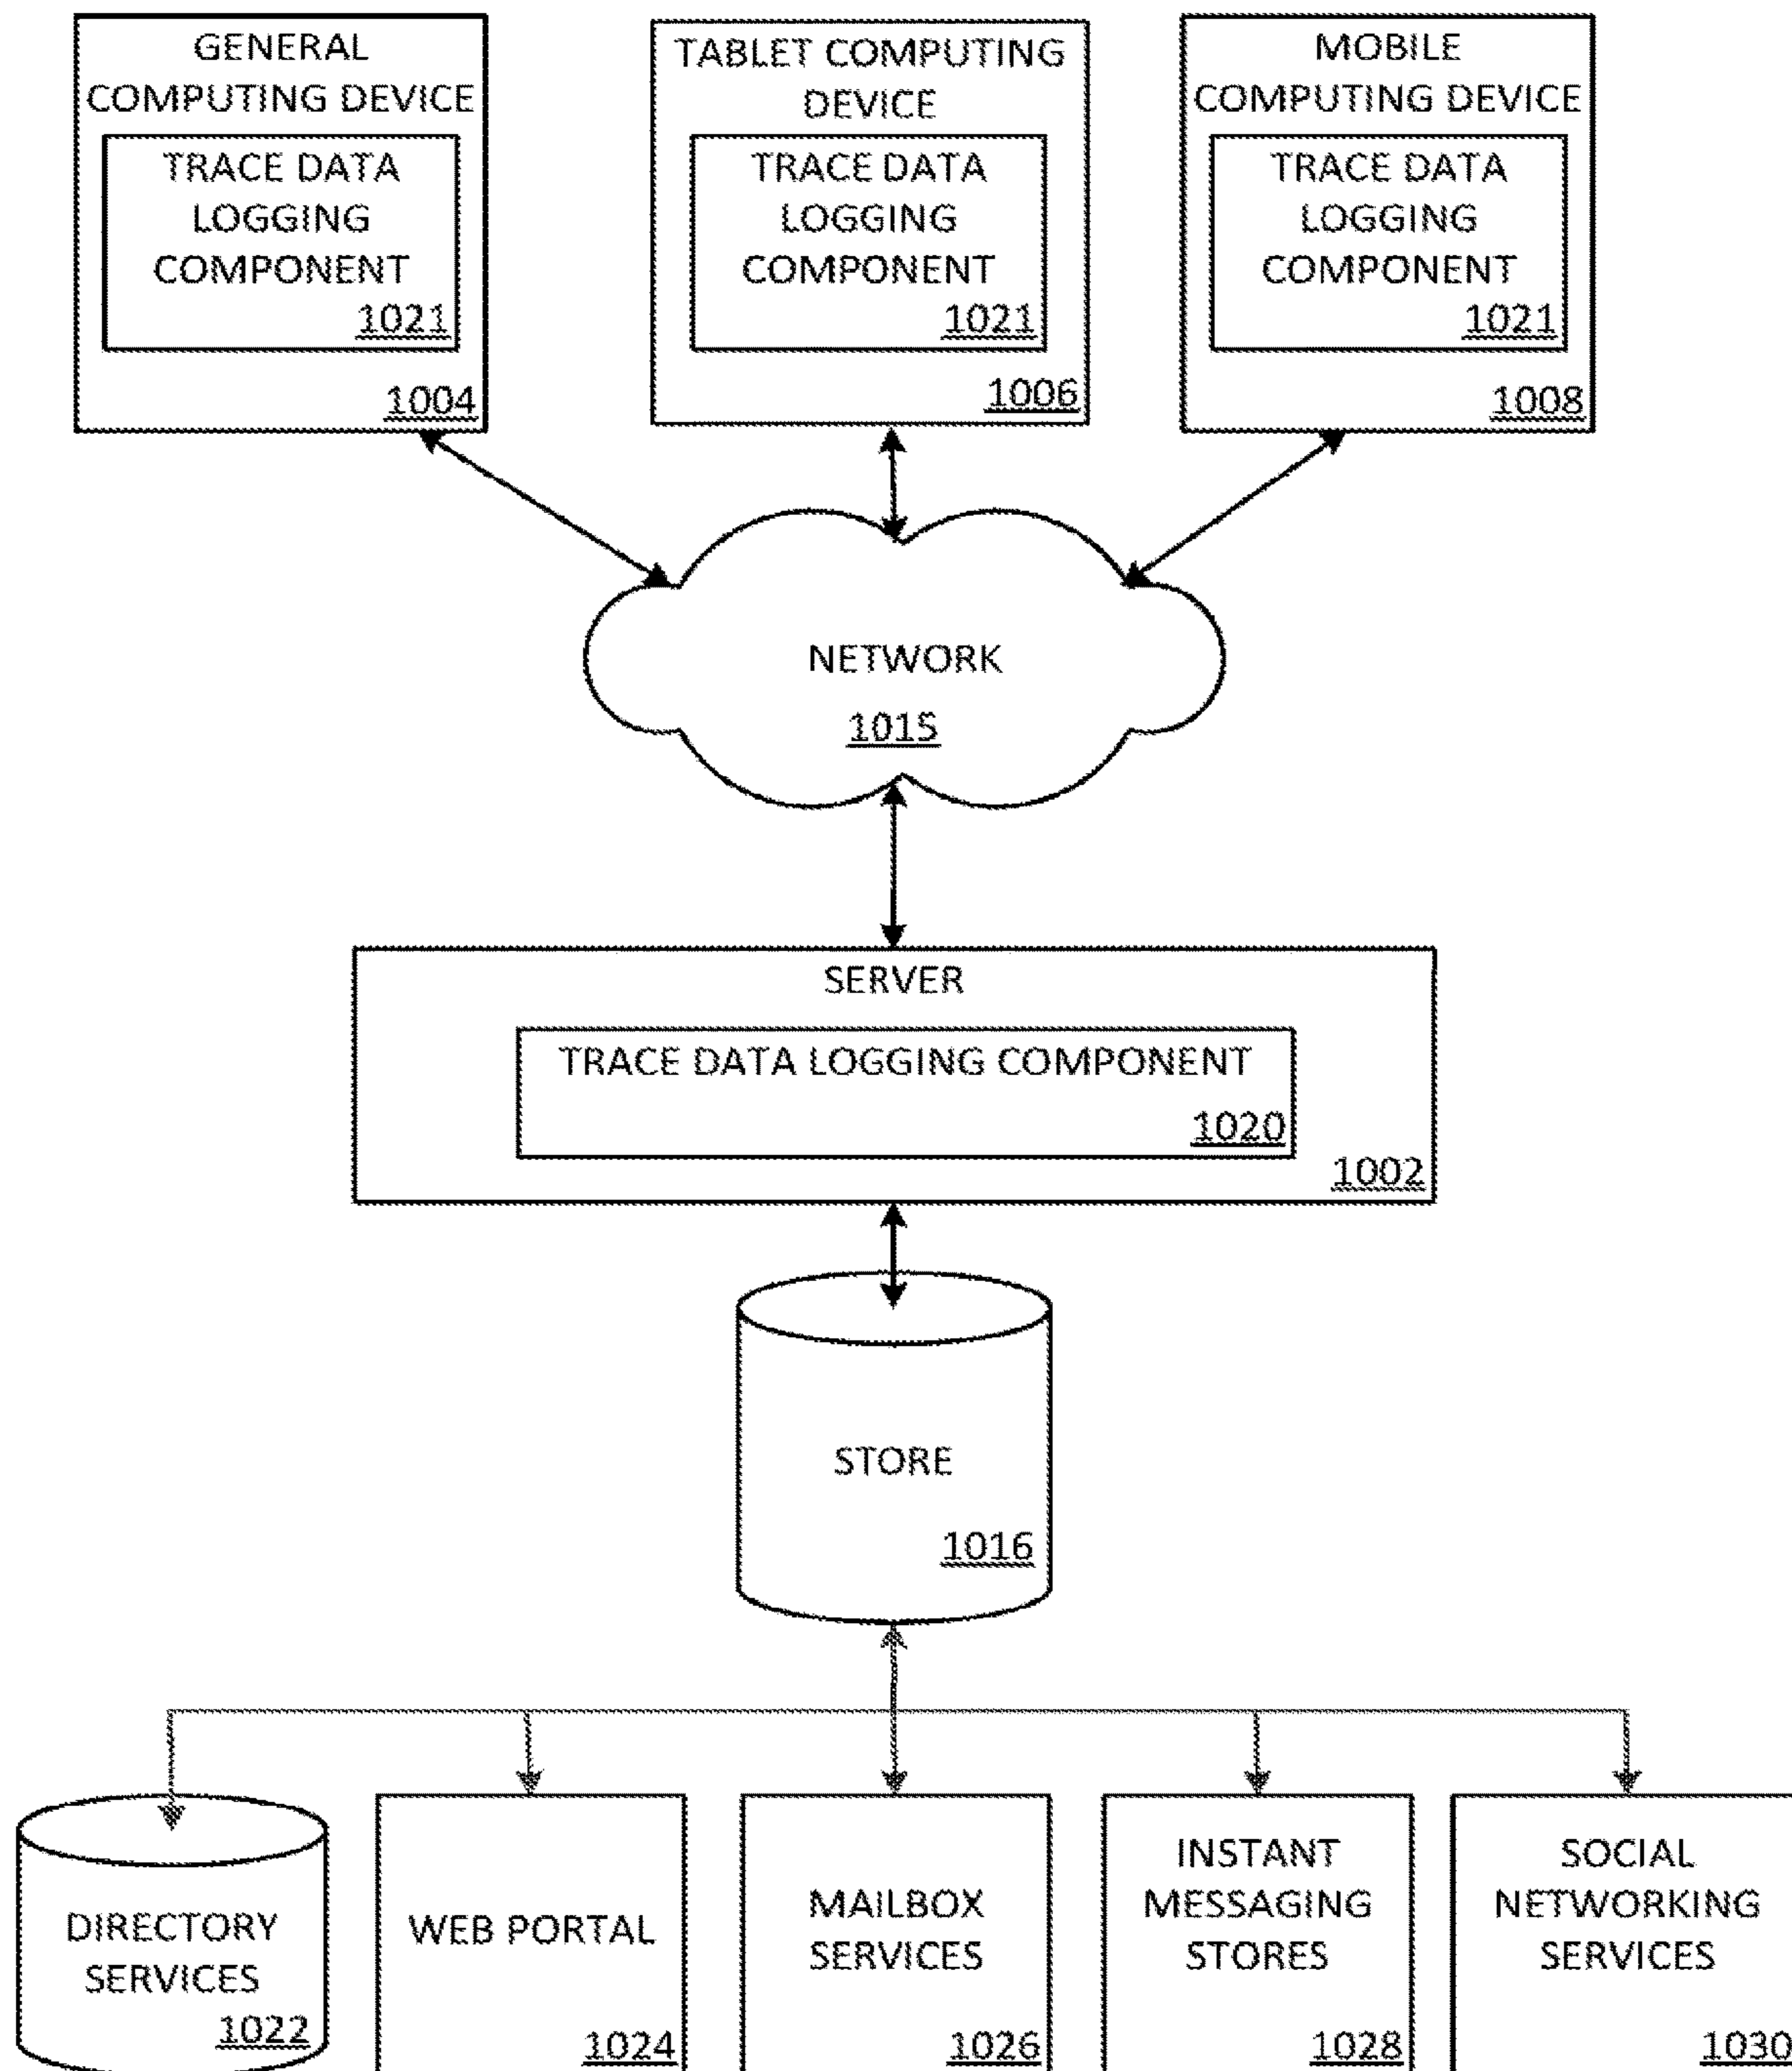 GENERAL
COMPUTING DEVICE
TRACE DATA
LOGGING
COMPONENT
1021
1004
TABLET COMPUTING
DEVICE
TRACE DATA
LOGGING
COMPONENT
1021
1006
MOBILE
COMPUTING DEVICE
TRACE DATA
LOGGING
COMPONENT
1021
1008
NETWORK
1015
SERVER
TRACE DATA LOGGING COMPONENT
1020
1002
STORE
1016
DIRECTORY
SERVICES
1022
WEB PORTAL
1024
MAILBOX
SERVICES
1026
INSTANT
MESSAGING
STORES
1028
SOCIAL
NETWORKING
SERVICES
1030